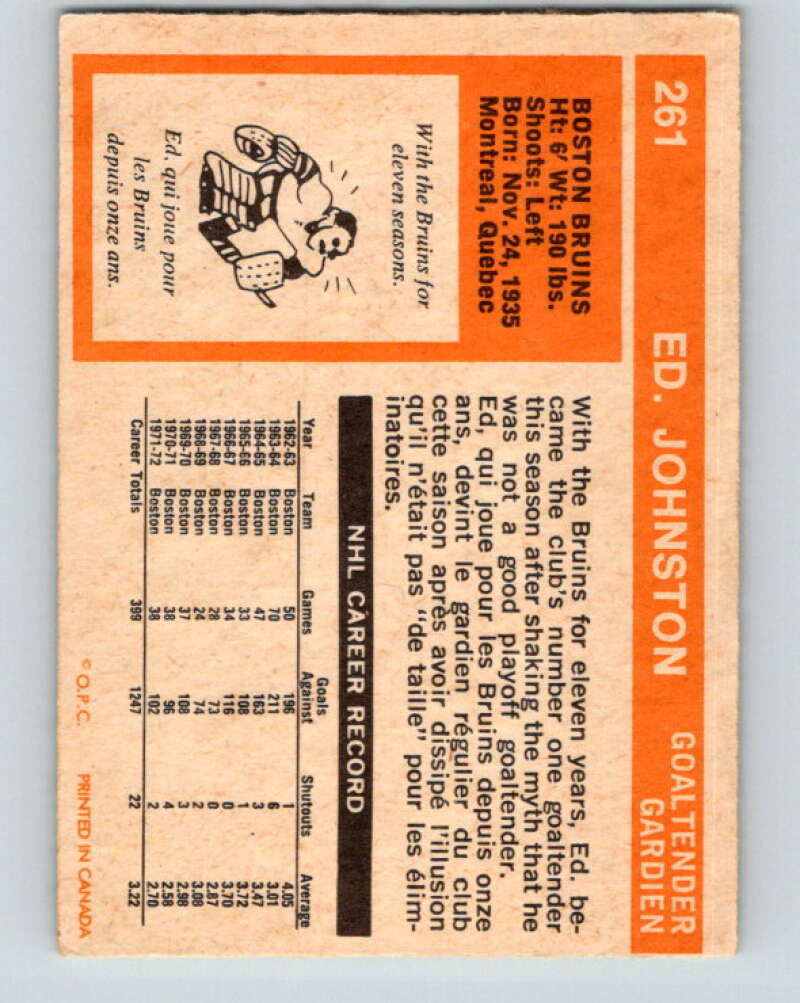 261 ED. JOHNSTON GOALTENDER
GARDIEN
BOSTON BRUINS
Ht: 6' Wt: 190 lbs.
Shoots: Left
Born: Nov. 24, 1935
Montreal, Quebec
With the Bruins for
eleven seasons.
Ed. qui joue pour
les Bruins
depuis onze ans.
With the Bruins for eleven years, Ed. be-
came the club's number one goaltender
this season after shaking the myth that he
was not a good playoff goaltender.
Ed, qui joue pour les Bruins depuis onze
ans, devint le gardien régulier du club
cette saison après avoir dissipé l'illusion
qu'il n'était pas "de taille" pour les élim-
inatoires.
NHL CAREER RECORD
Year Team Games Goals Against Shutouts Average
1962-63 Boston 50 196 1 4.05
1963-64 Boston 70 211 6 3.01
1964-65 Boston 47 163 3 3.47
1965-66 Boston 33 108 1 3.72
1966-67 Boston 34 116 0 3.70
1967-68 Boston 28 73 0 2.87
1968-69 Boston 24 74 2 3.08
1969-70 Boston 37 108 3 2.98
1970-71 Boston 38 96 4 2.58
1971-72 Boston 38 102 2 2.70
Career Totals 399 1247 22 3.22
© O.P.C. PRINTED IN CANADA